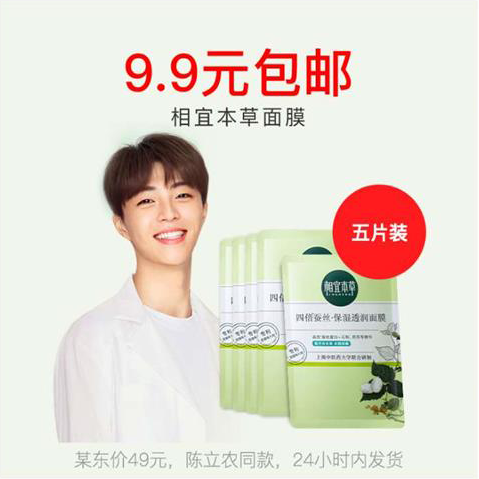 9.9元包邮
相宜本草面膜
五片装
相宜本草
四倍蚕丝·保湿透润面膜
上海中医药大学联合研制
某东价49元，陈立农同款，24小时内发货